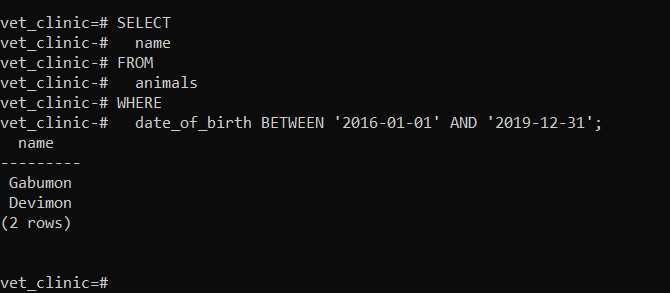 vet_clinic=# SELECT
vet_clinic-#   name
vet_clinic-# FROM
vet_clinic-#   animals
vet_clinic-# WHERE
vet_clinic-#   date_of_birth BETWEEN '2016-01-01' AND '2019-12-31';
  name
---------
 Gabumon
 Devimon
(2 rows)
vet_clinic=#